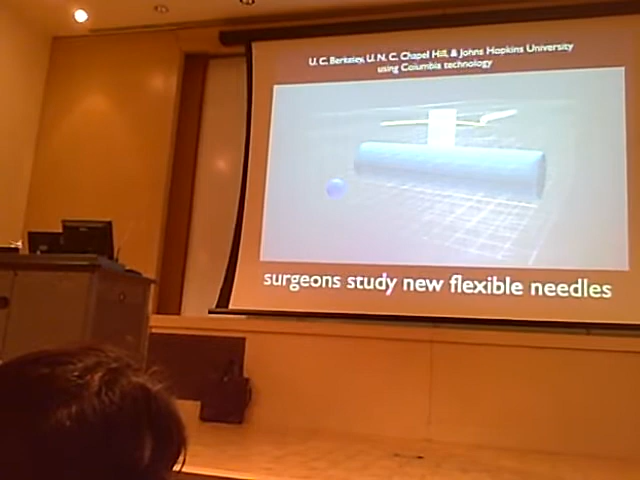 U. C. Berkeley, U. N. C. Chapel Hill, & Johns Hopkins University
using Columbia technology
surgeons study new flexible needles